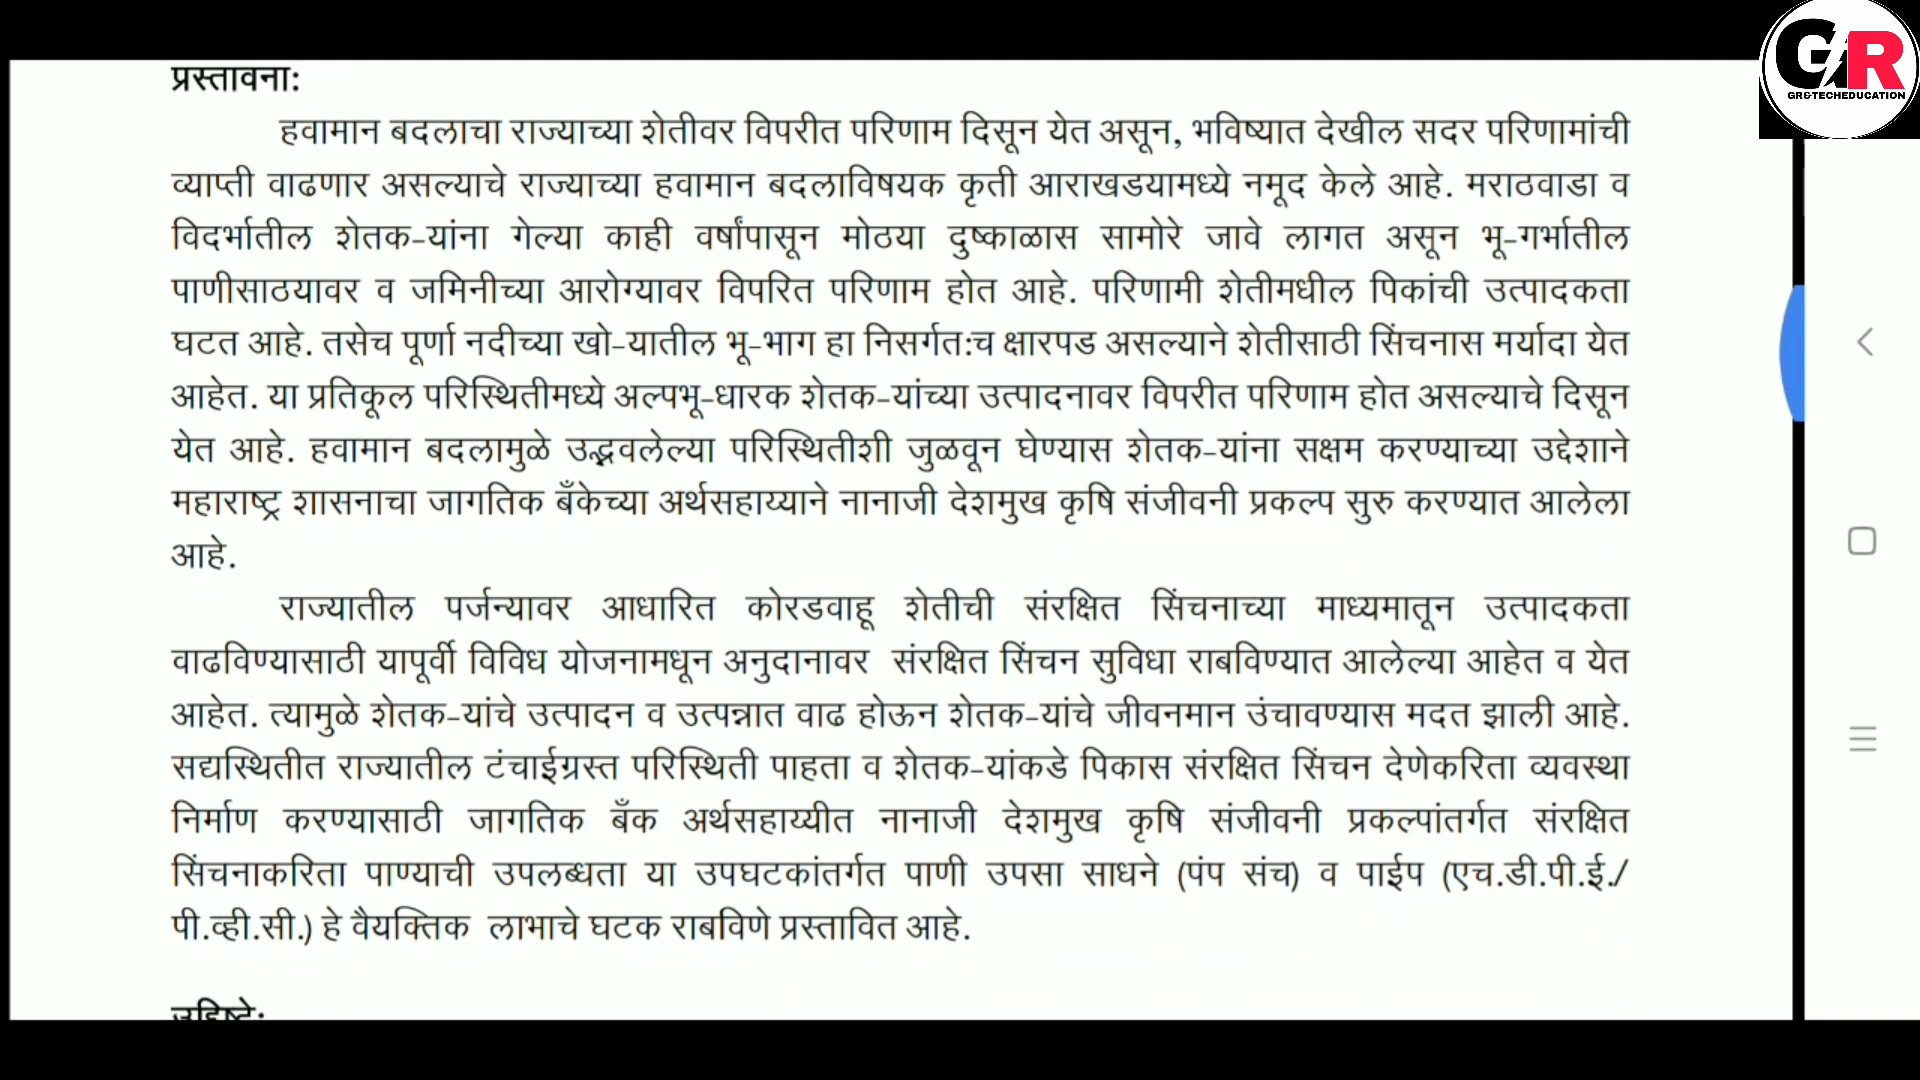 GR
GR&TECHEDUCATION
प्रस्तावना:
हवामान बदलाचा राज्याच्या शेतीवर विपरीत परिणाम दिसून येत असून, भविष्यात देखील सदर परिणामांची
व्याप्ती वाढणार असल्याचे राज्याच्या हवामान बदलाविषयक कृती आराखडयामध्ये नमूद केले आहे. मराठवाडा व
विदर्भातील शेतक-यांना गेल्या काही वर्षांपासून मोठया दुष्काळास सामोरे जावे लागत असून भू-गर्भातील
पाणीसाठयावर व जमिनीच्या आरोग्यावर विपरित परिणाम होत आहे. परिणामी शेतीमधील पिकांची उत्पादकता
घटत आहे. तसेच पूर्णा नदीच्या खो-यातील भू-भाग हा निसर्गत:च क्षारपड असल्याने शेतीसाठी सिंचनास मर्यादा येत
आहेत. या प्रतिकूल परिस्थितीमध्ये अल्पभू-धारक शेतक-यांच्या उत्पादनावर विपरीत परिणाम होत असल्याचे दिसून
येत आहे. हवामान बदलामुळे उद्भवलेल्या परिस्थितीशी जुळवून घेण्यास शेतक-यांना सक्षम करण्याच्या उद्देशाने
महाराष्ट्र शासनाचा जागतिक बँकेच्या अर्थसहाय्याने नानाजी देशमुख कृषि संजीवनी प्रकल्प सुरु करण्यात आलेला
आहे.
राज्यातील पर्जन्यावर आधारित कोरडवाहू शेतीची संरक्षित सिंचनाच्या माध्यमातून उत्पादकता
वाढविण्यासाठी यापूर्वी विविध योजनामधून अनुदानावर संरक्षित सिंचन सुविधा राबविण्यात आलेल्या आहेत व येत
आहेत. त्यामुळे शेतक-यांचे उत्पादन व उत्पन्नात वाढ होऊन शेतक-यांचे जीवनमान उंचावण्यास मदत झाली आहे.
सद्यस्थितीत राज्यातील टंचाईग्रस्त परिस्थिती पाहता व शेतक-यांकडे पिकास संरक्षित सिंचन देणेकरिता व्यवस्था
निर्माण करण्यासाठी जागतिक बँक अर्थसहाय्यीत नानाजी देशमुख कृषि संजीवनी प्रकल्पांतर्गत संरक्षित
सिंचनाकरिता पाण्याची उपलब्धता या उपघटकांतर्गत पाणी उपसा साधने (पंप संच) व पाईप (एच.डी.पी.ई./
पी.व्ही.सी.) हे वैयक्तिक लाभाचे घटक राबविणे प्रस्तावित आहे.
उद्दिष्टे: